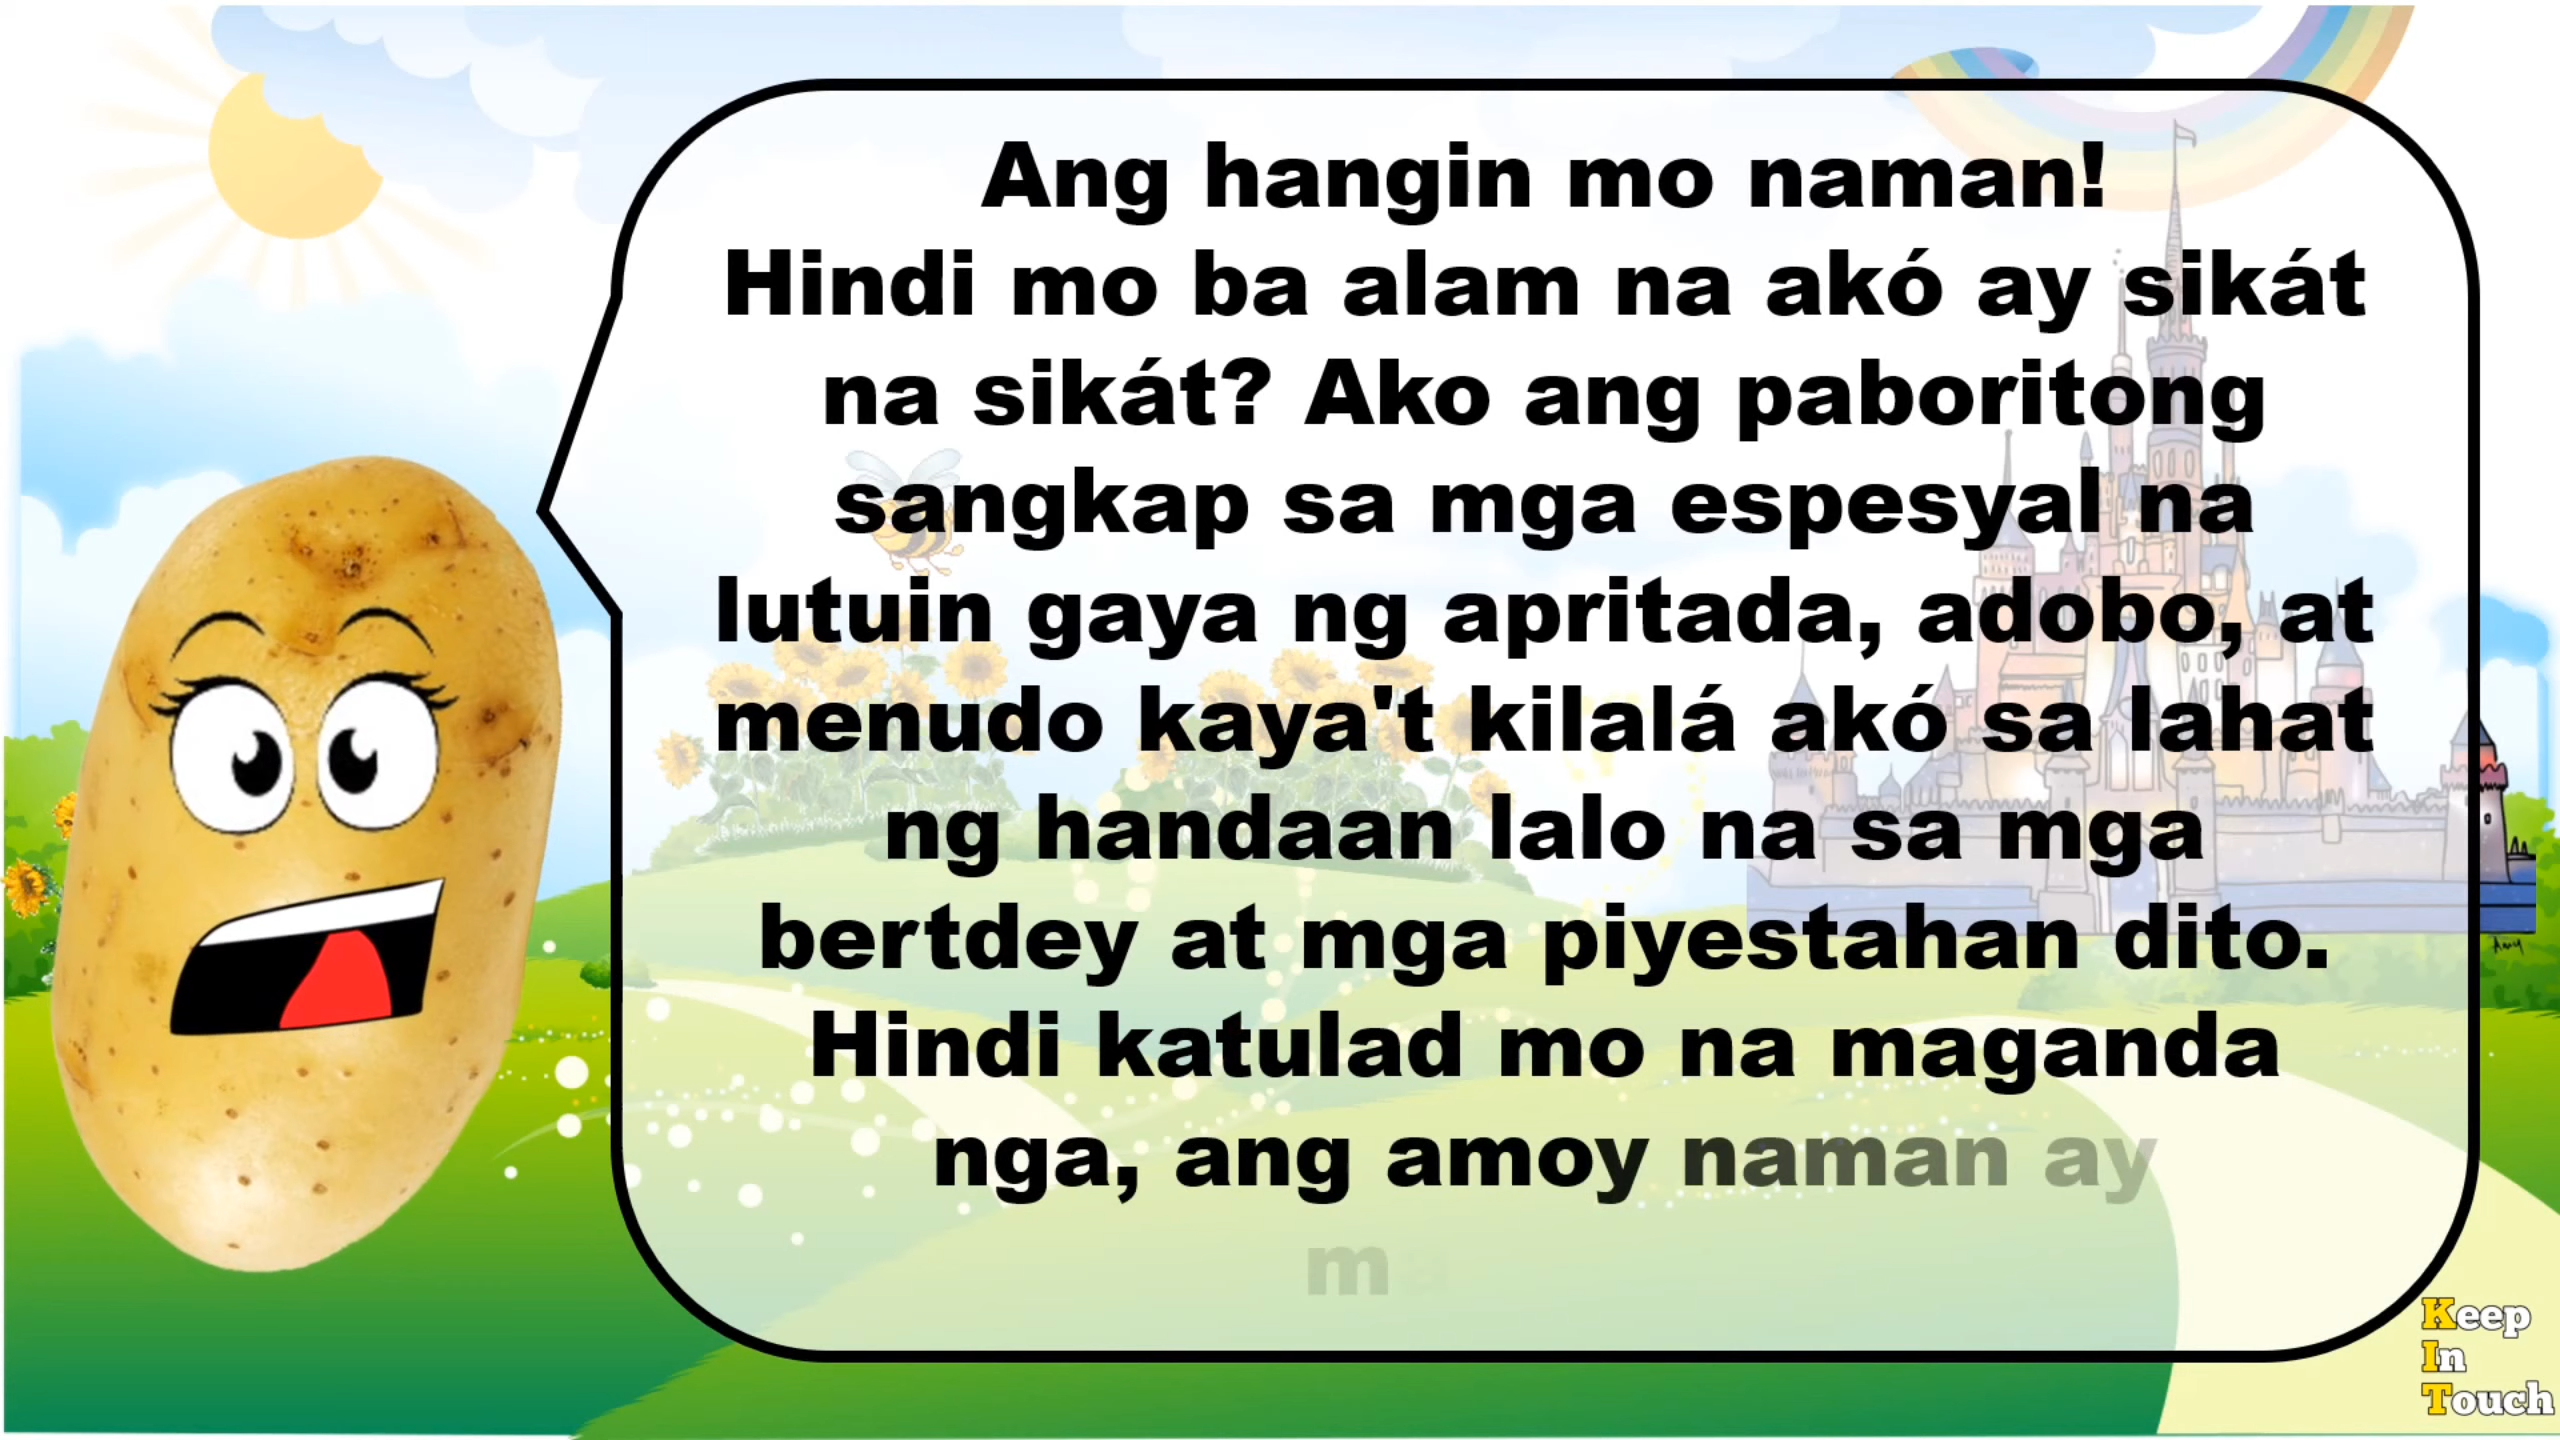 Ang hangin mo naman!
Hindi mo ba alam na akó ay sikát
na sikát? Ako ang paboritong
sangkap sa mga espesyal na
lutuin gaya ng apritada, adobo, at
menudo kaya't kilalá akó sa lahat
ng handaan lalo na sa mga
bertdey at mga piyestahan dito.
Hindi katulad mo na maganda
nga, ang amoy naman ay
Keep
In
Touch